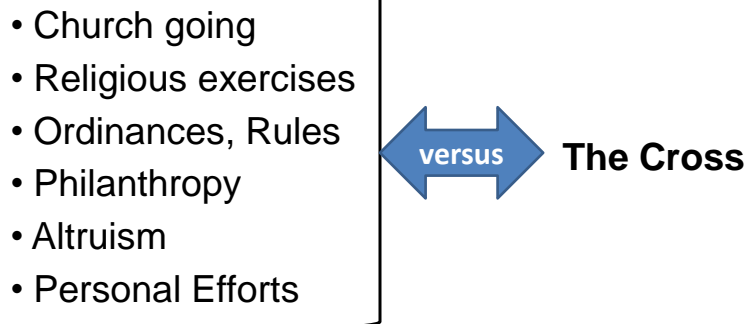 • Church going
• Religious exercises
• Ordinances, Rules
• Philanthropy
• Altruism
• Personal Efforts
versus
The Cross